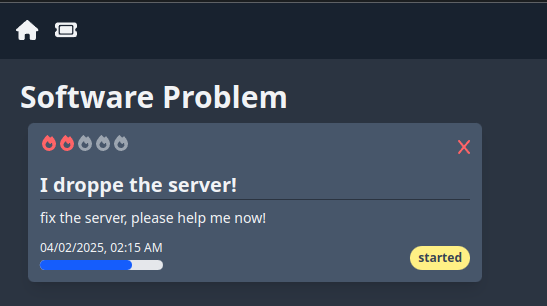 Software Problem
I droppe the server!
fix the server, please help me now!
04/02/2025, 02:15 AM
started